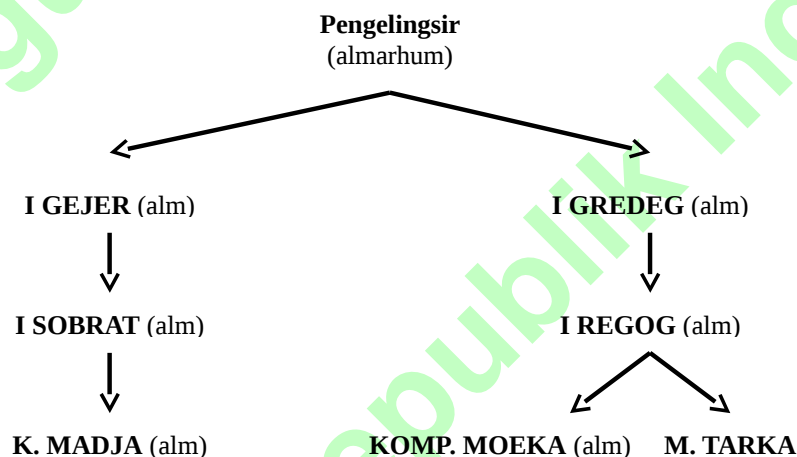 Pengelingsir
(almarhum)
I GEJER (alm) I GREDEG (alm)
I SOBRAT (alm) I REGOG (alm)
K. MADJA (alm) KOMP. MOEKA (alm) M. TARKA